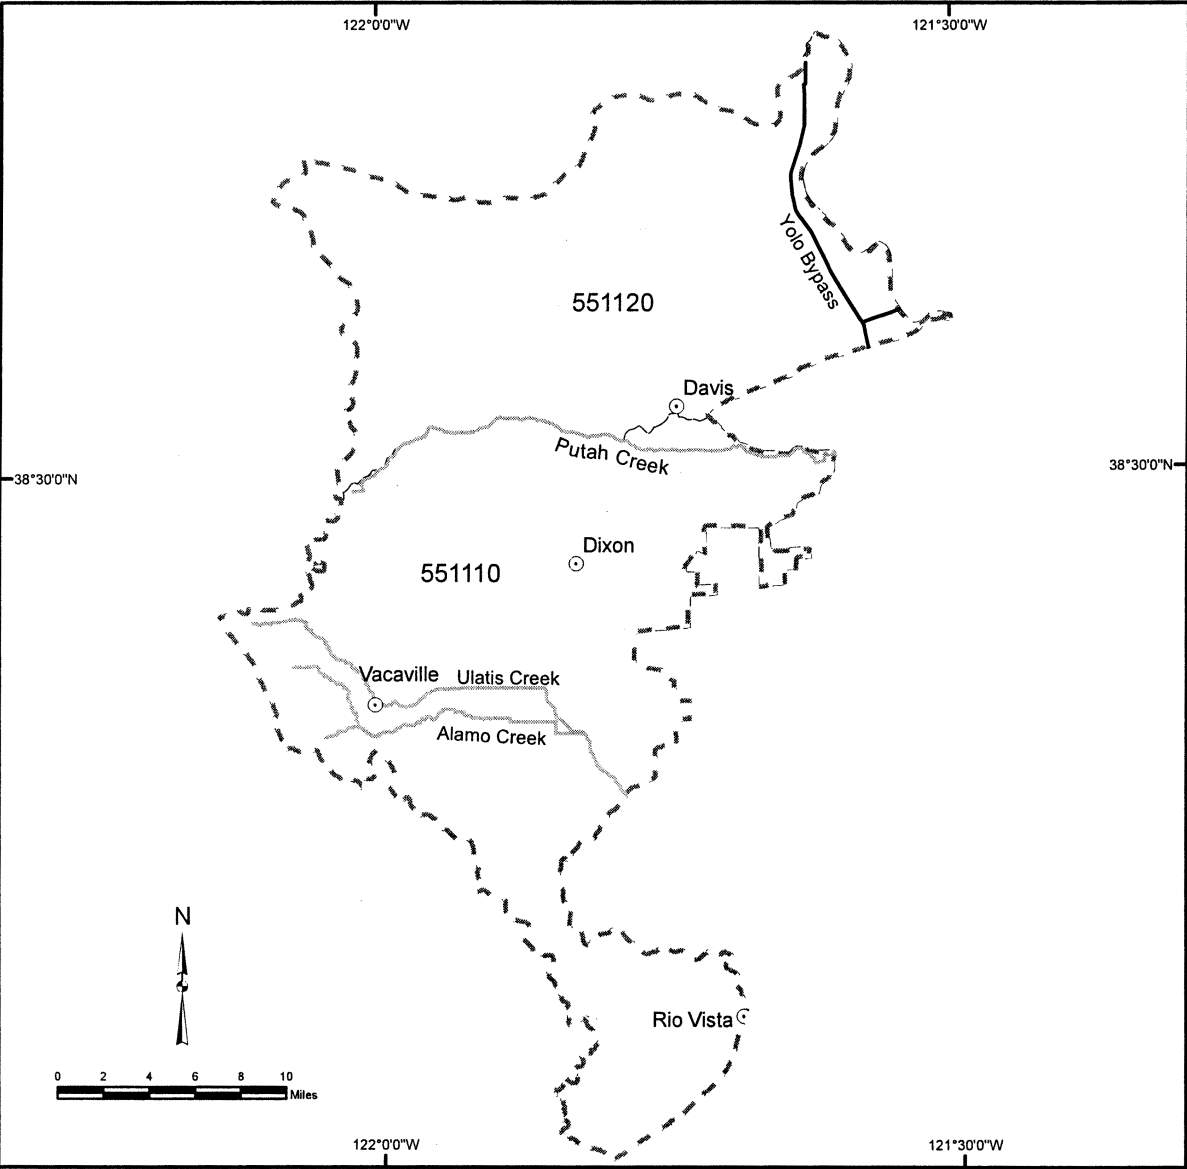 122°0'0"W
121°30'0"W
Yolo Bypass
551120
Davis
Putah Creek
38°30'0"N
38°30'0"N
Dixon
551110
Vacaville
Ulatis Creek
Alamo Creek
N
Rio Vista
0 2 4 6 8 10
Miles
122°0'0"W
121°30'0"W